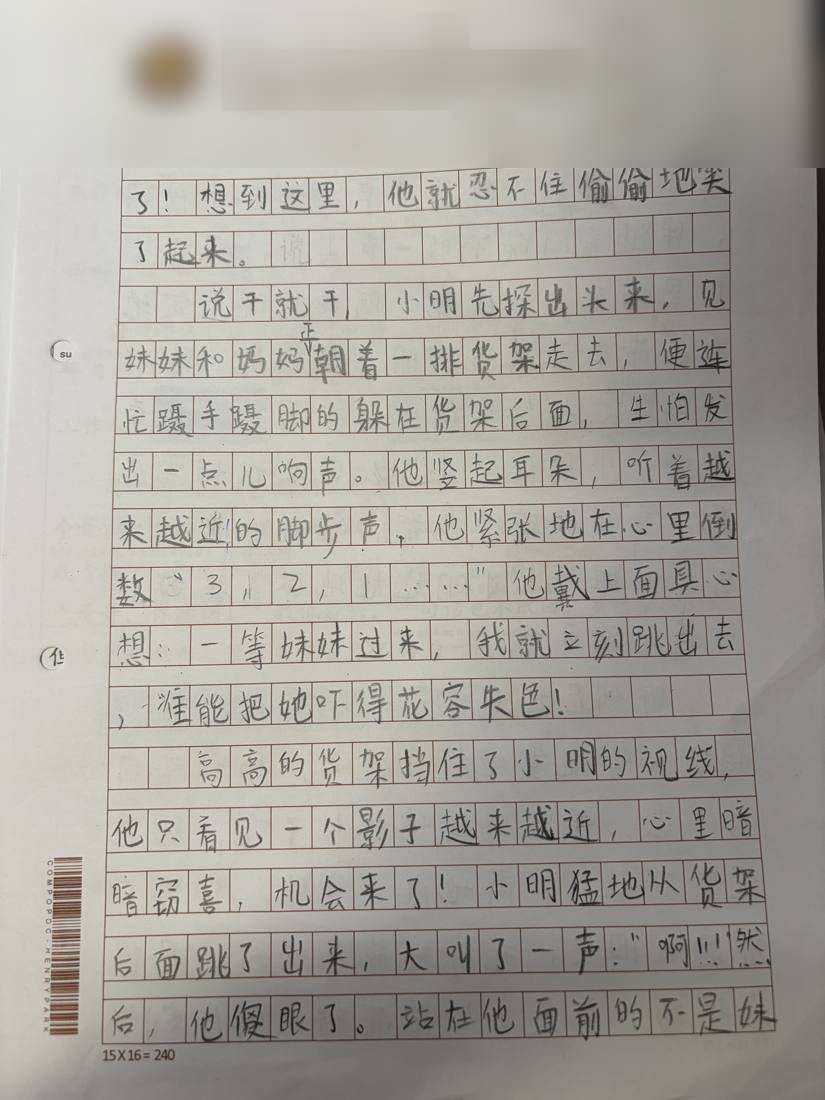 了！想到这里，他就忍不住偷偷地笑
了起来。
说干就干，小明先探出头来，见
正
妹妹和妈妈朝着一排货架走去，便连
忙蹑手蹑脚的躲在货架后面，生怕发
出一点儿响声。他竖起耳朵，听着越
来越近的脚步声，他紧张地在心里倒
数“3，2，1……”他戴上面具心
想：一等妹妹过来，我就立刻跳出去
，准能把她吓得花容失色！
高高的货架挡住了小明的视线，
他只看见一个影子越来越近，心里暗
暗窃喜，机会来了！小明猛地从货架
后面跳了出来，大叫了一声：“啊！！！然
后，他傻眼了。站在他面前的不是妹
su
作
COMPOPOC-HENRYPARK
15X16=240